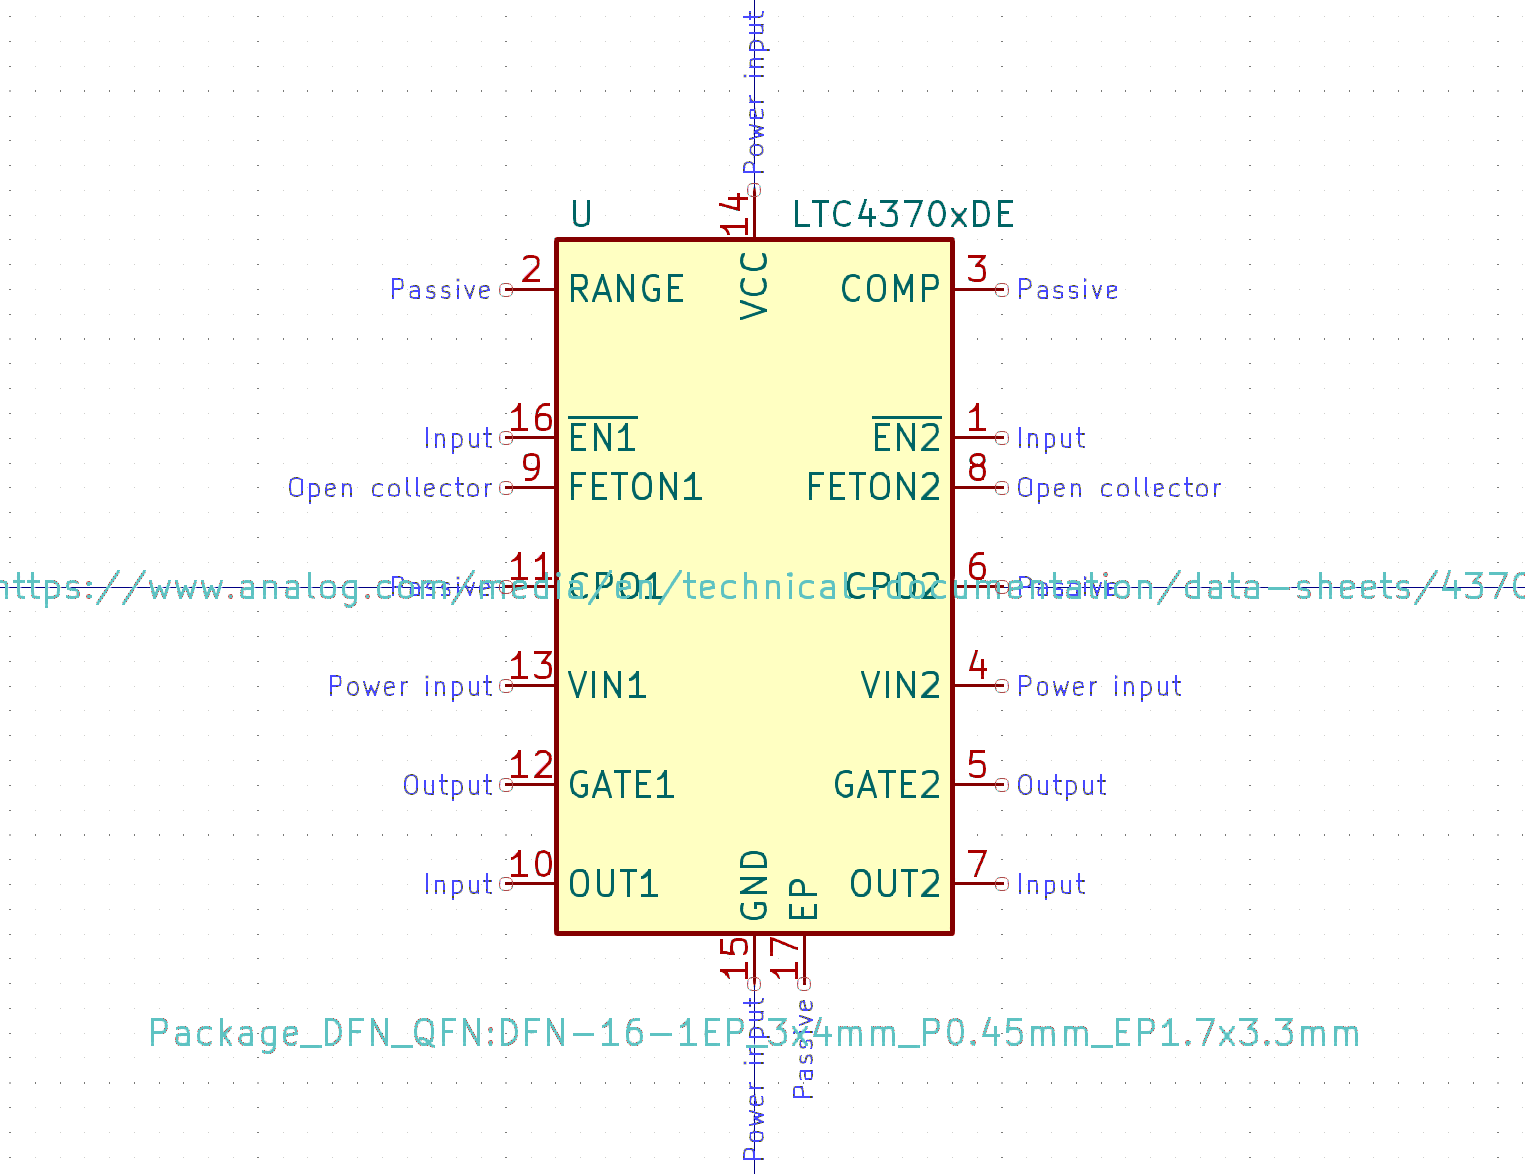 Power input
14
U LTC4370xDE
VCC
Passive 2 RANGE COMP 3 Passive
Input 16 EN1 EN2 1 Input
Open collector 9 FETON1 FETON2 8 Open collector
Passive 11 CPO1 CPO2 6 Passive
https://www.analog.com/media/en/technical-documentation/data-sheets/4370
Power input 13 VIN1 VIN2 4 Power input
Output 12 GATE1 GATE2 5 Output
Input 10 OUT1 OUT2 7 Input
GND EP
15 17
Power input Passive
Package_DFN_QFN:DFN-16-1EP_3x4mm_P0.45mm_EP1.7x3.3mm